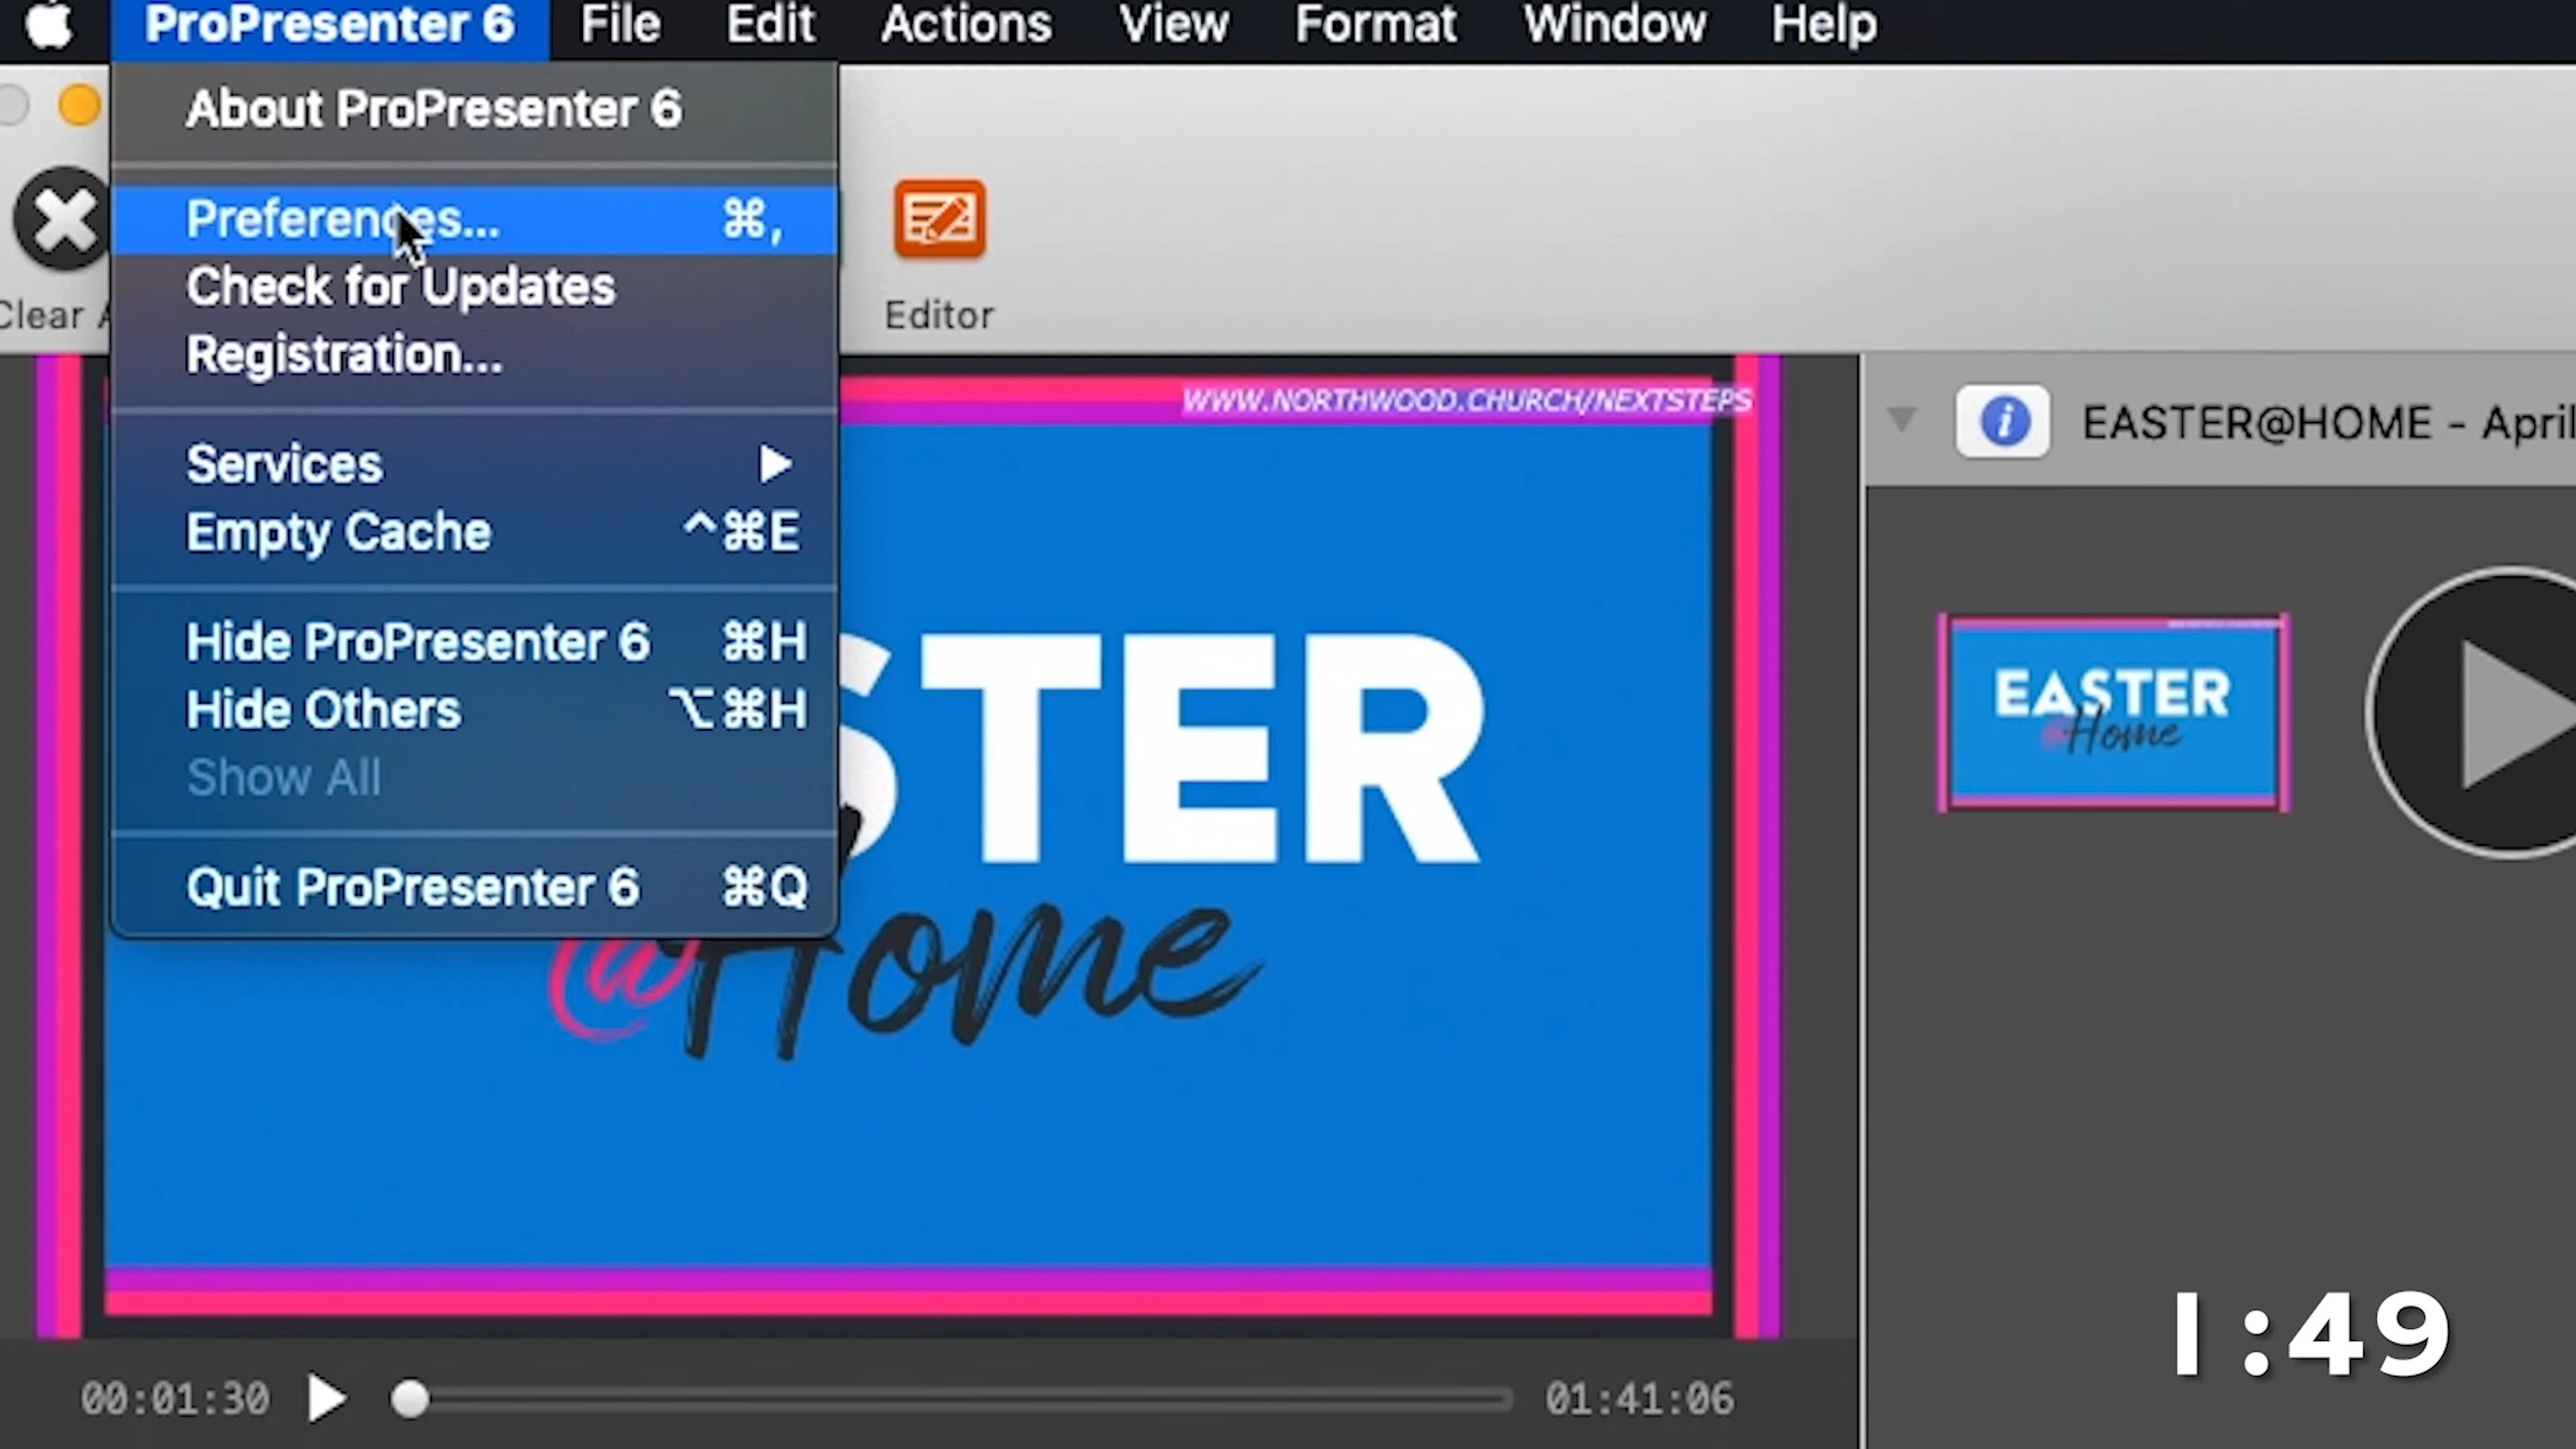 ProPresenter 6 File Edit Actions View Format Window Help
About ProPresenter 6
Preferences... ⌘,
Check for Updates
Registration...
Services
Empty Cache ^⌘E
Hide ProPresenter 6 ⌘H
Hide Others ⌥⌘H
Show All
Quit ProPresenter 6 ⌘Q
Clear A
Editor
WWW.NORTHWOOD.CHURCH/NEXTSTEPS
STER
@Home
00:01:30
01:41:06
EASTER@HOME - April
EASTER
@Home
1:49